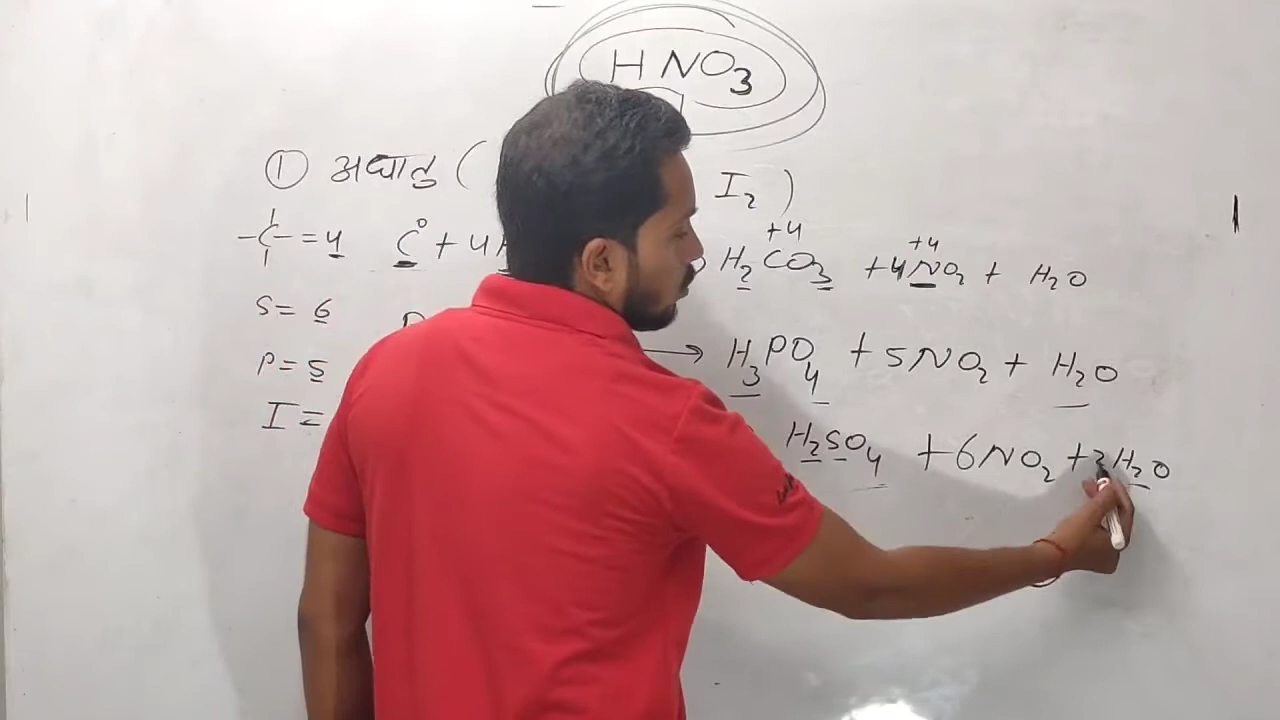 HNO₃
① अधातु ( I₂ )
-C- = 4 C⁰ + 4 H₂CO₃ +4 + 4NO₂ +4 + H₂O
S = 6
P = 5 → H₃PO₄ + 5NO₂ + H₂O
I = H₂SO₄ + 6NO₂ + 2H₂O